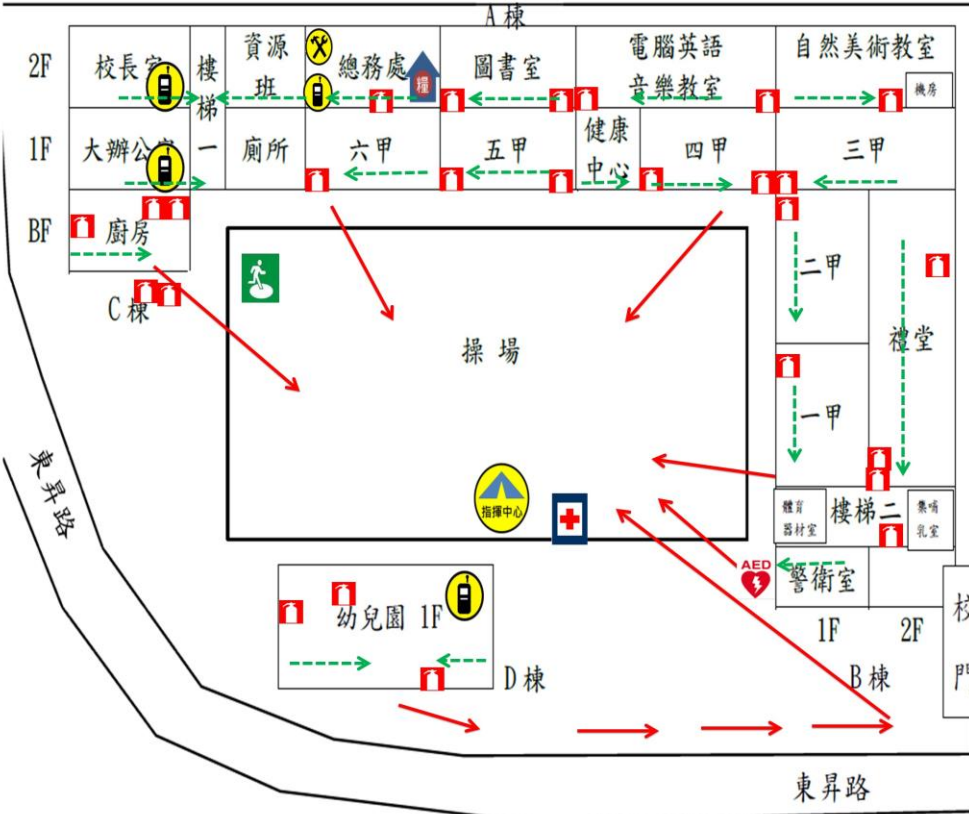 A棟
2F
校長室
樓
梯
一
資源
班
總務處
糧
圖書室
電腦英語
音樂教室
自然美術教室
機房
1F
大辦公室
廁所
六甲
五甲
健康
中心
四甲
三甲
BF
廚房
C棟
操場
二甲
禮堂
一甲
指揮中心
體育
器材室
樓梯二
集哺
乳室
AED
警衛室
幼兒園 1F
D棟
1F
2F
B棟
校
門
東昇路
東昇路